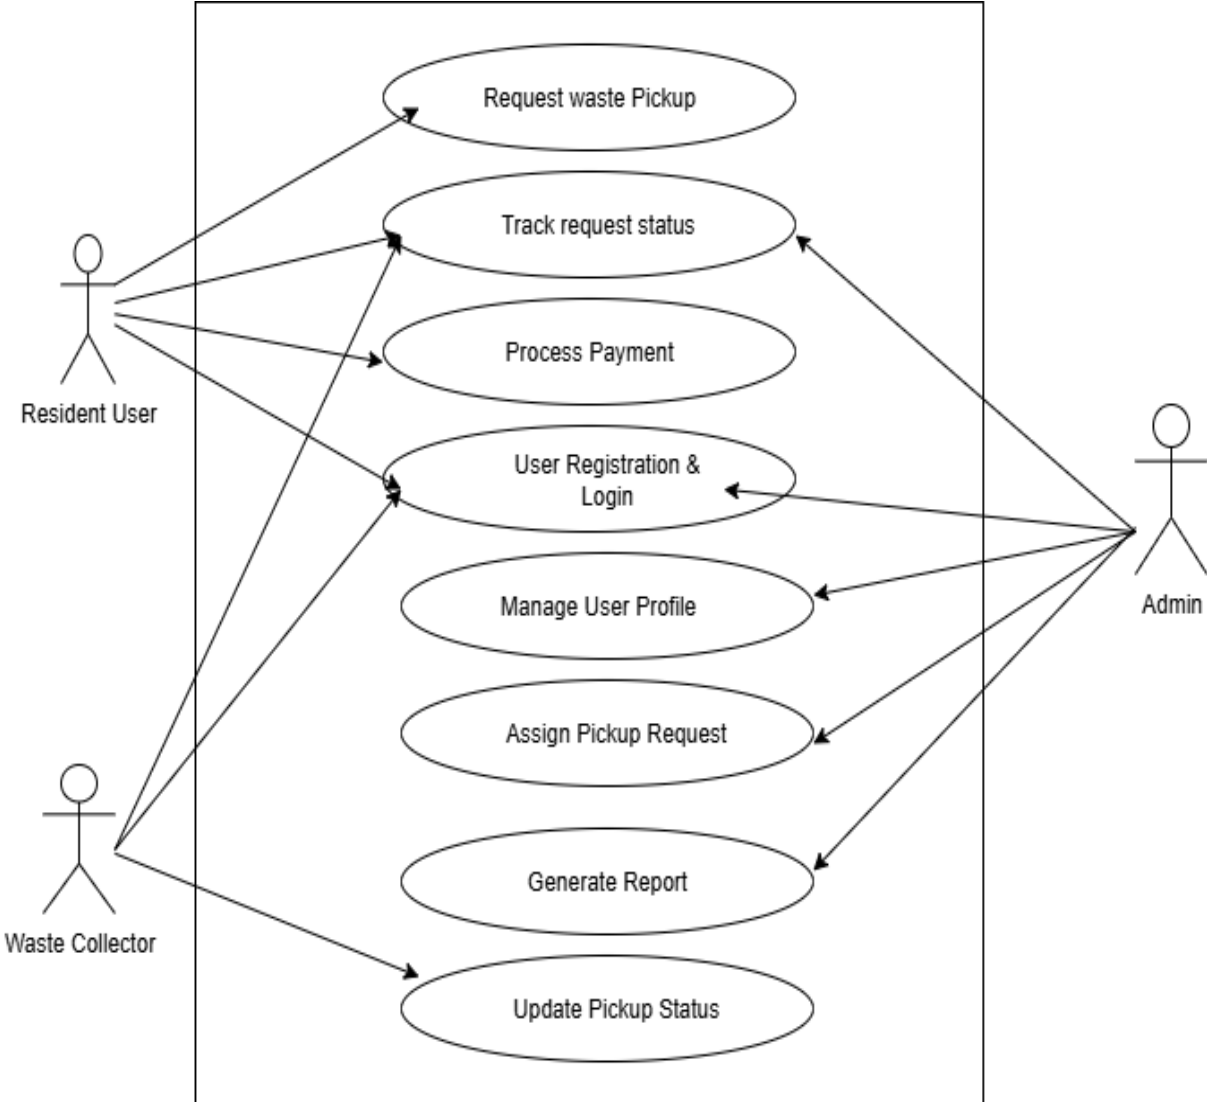 Request waste Pickup
Track request status
Process Payment
Resident User
User Registration &
Login
Manage User Profile
Admin
Assign Pickup Request
Generate Report
Waste Collector
Update Pickup Status